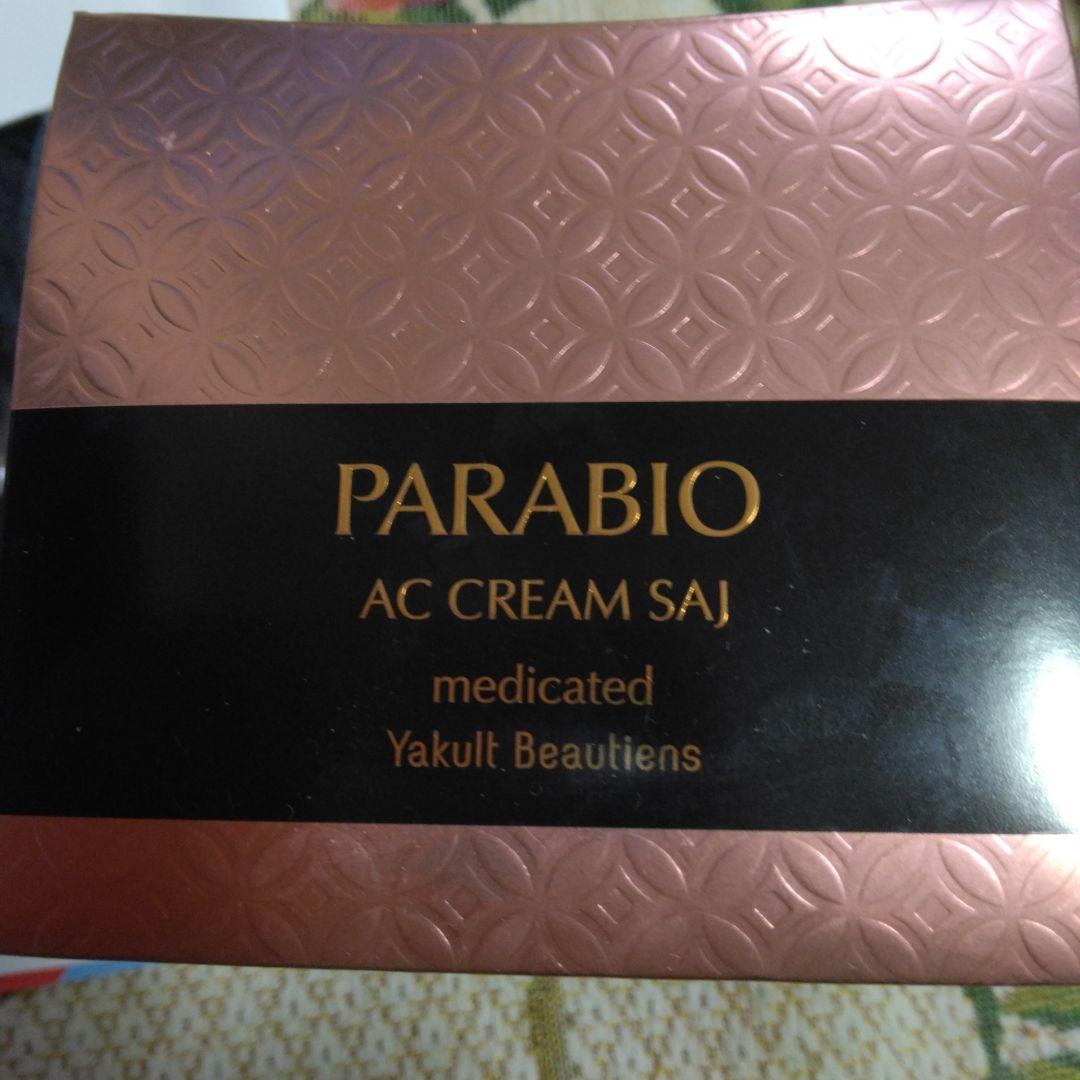 PARABIO
AC CREAM SAJ
medicated
Yakult Beautiens